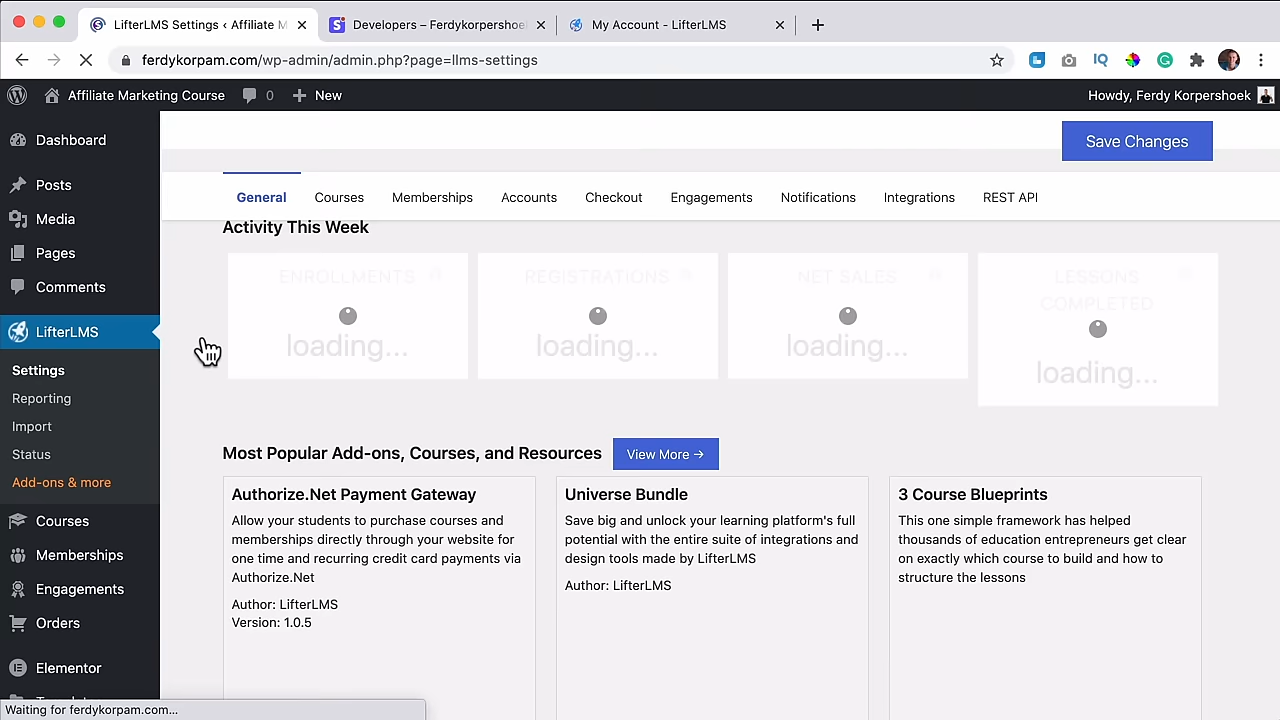 LifterLMS Settings ‹ Affiliate M
Developers – Ferdykorpershoe
My Account - LifterLMS
ferdykorpam.com/wp-admin/admin.php?page=llms-settings
Affiliate Marketing Course
0
New
Howdy, Ferdy Korpershoek
Dashboard
Posts
Media
Pages
Comments
LifterLMS
Settings
Reporting
Import
Status
Add-ons & more
Courses
Memberships
Engagements
Orders
Elementor
Save Changes
General
Courses
Memberships
Accounts
Checkout
Engagements
Notifications
Integrations
REST API
Activity This Week
ENROLLMENTS
loading...
REGISTRATIONS
loading...
NET SALES
loading...
LESSONS
COMPLETED
loading...
Most Popular Add-ons, Courses, and Resources
View More →
Authorize.Net Payment Gateway
Allow your students to purchase courses and
memberships directly through your website for
one time and recurring credit card payments via
Authorize.Net
Author: LifterLMS
Version: 1.0.5
Universe Bundle
Save big and unlock your learning platform's full
potential with the entire suite of integrations and
design tools made by LifterLMS
Author: LifterLMS
3 Course Blueprints
This one simple framework has helped
thousands of education entrepreneurs get clear
on exactly which course to build and how to
structure the lessons
Waiting for ferdykorpam.com...